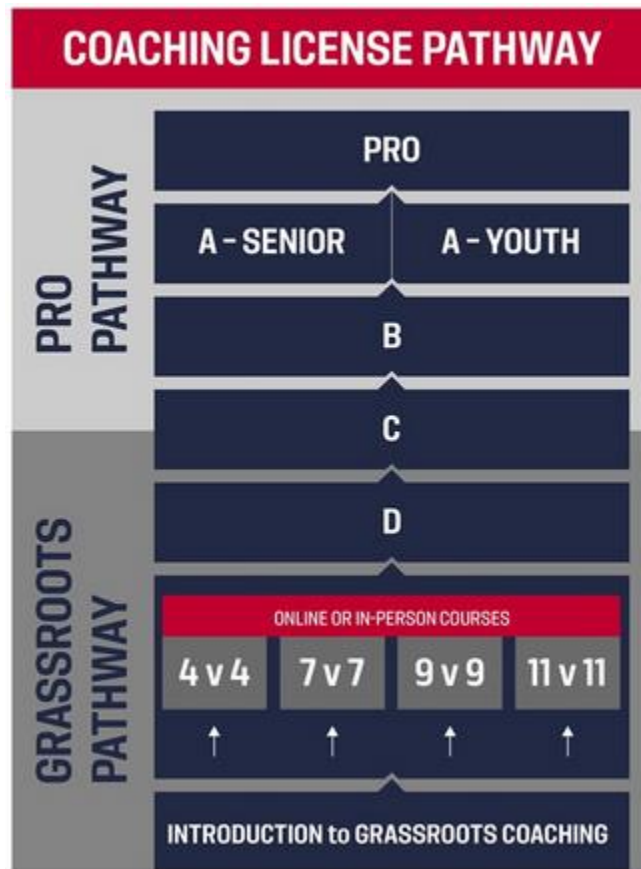 COACHING LICENSE PATHWAY
PRO
PATHWAY
PRO
A – SENIOR
A – YOUTH
B
C
D
GRASSROOTS
PATHWAY
ONLINE OR IN-PERSON COURSES
4 v 4
7 v 7
9 v 9
11 v 11
INTRODUCTION to GRASSROOTS COACHING